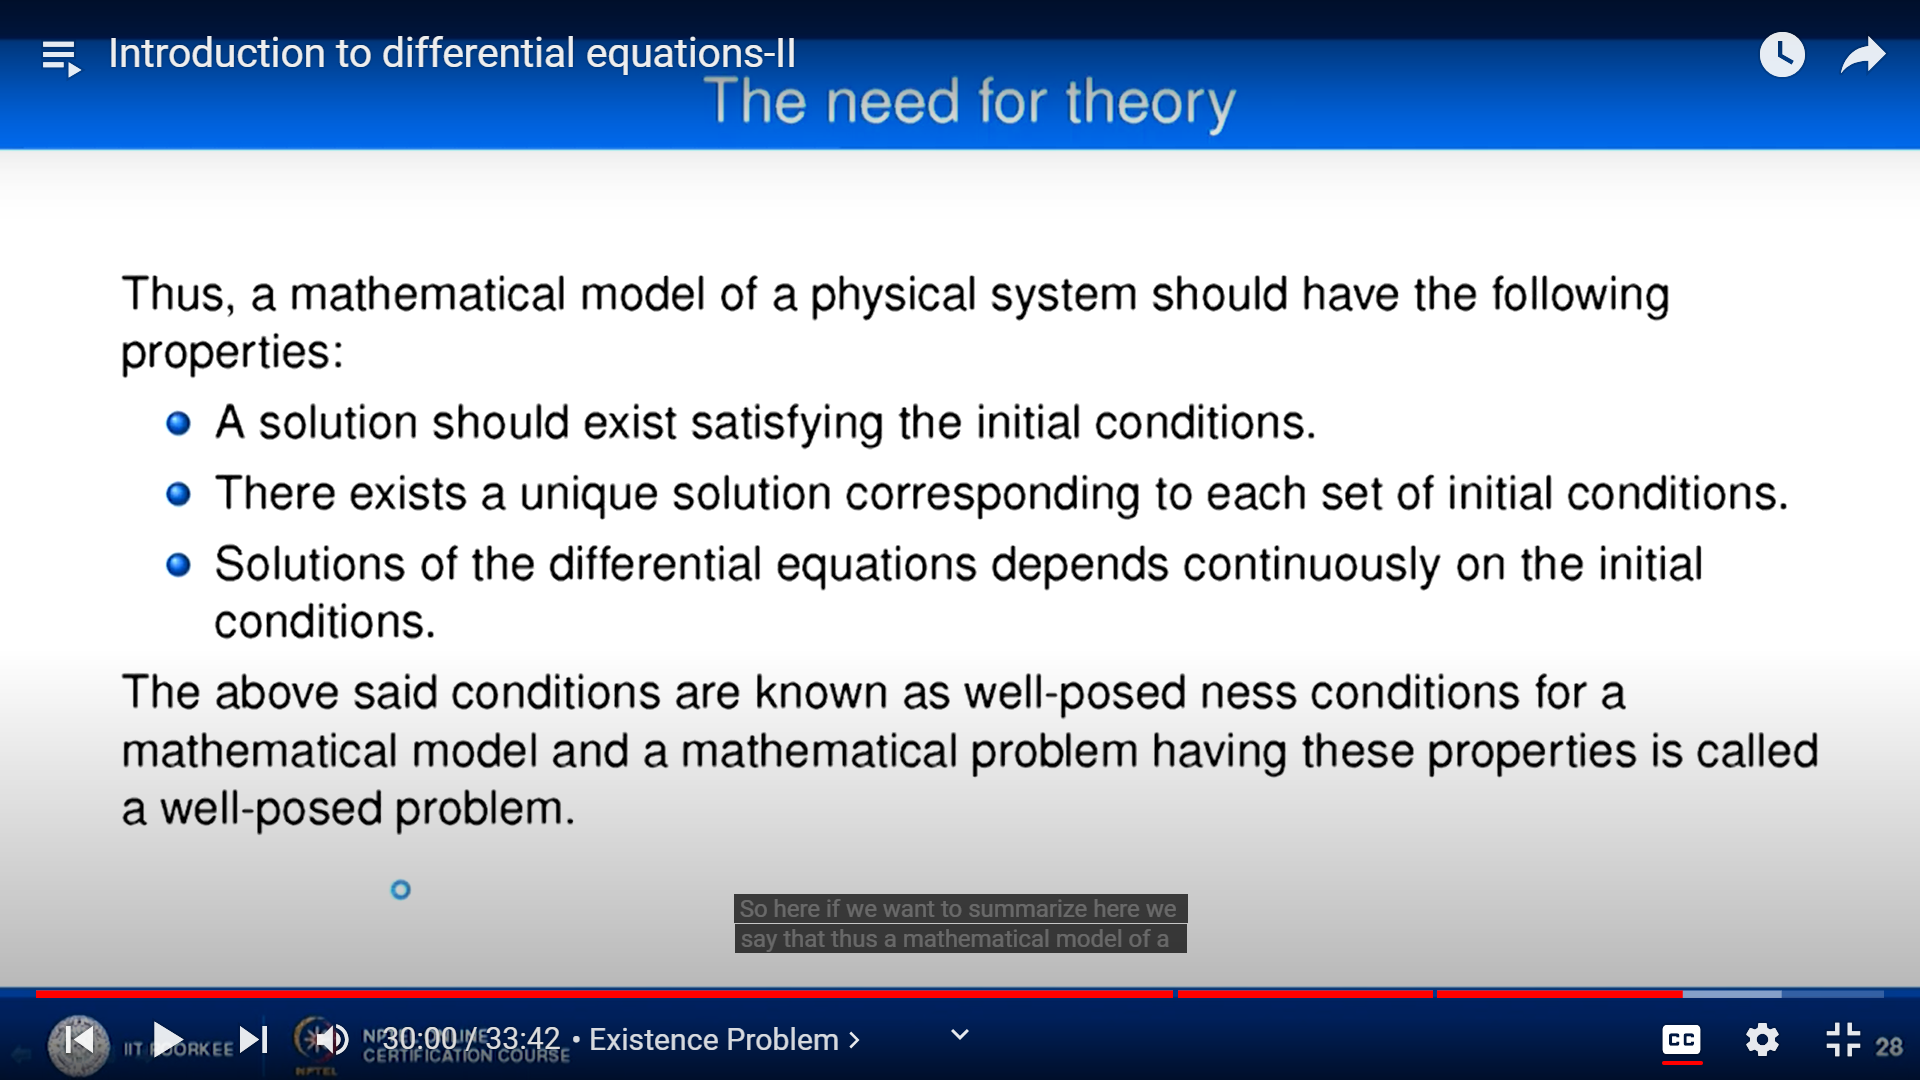 Introduction to differential equations-II
The need for theory
Thus, a mathematical model of a physical system should have the following
properties:
A solution should exist satisfying the initial conditions.
There exists a unique solution corresponding to each set of initial conditions.
Solutions of the differential equations depends continuously on the initial
conditions.
The above said conditions are known as well-posed ness conditions for a
mathematical model and a mathematical problem having these properties is called
a well-posed problem.
So here if we want to summarize here we
say that thus a mathematical model of a
IIT ROORKEE
NPTEL
NPTEL ONLINE
CERTIFICATION COURSE
30:00 / 33:42 • Existence Problem
CC
28